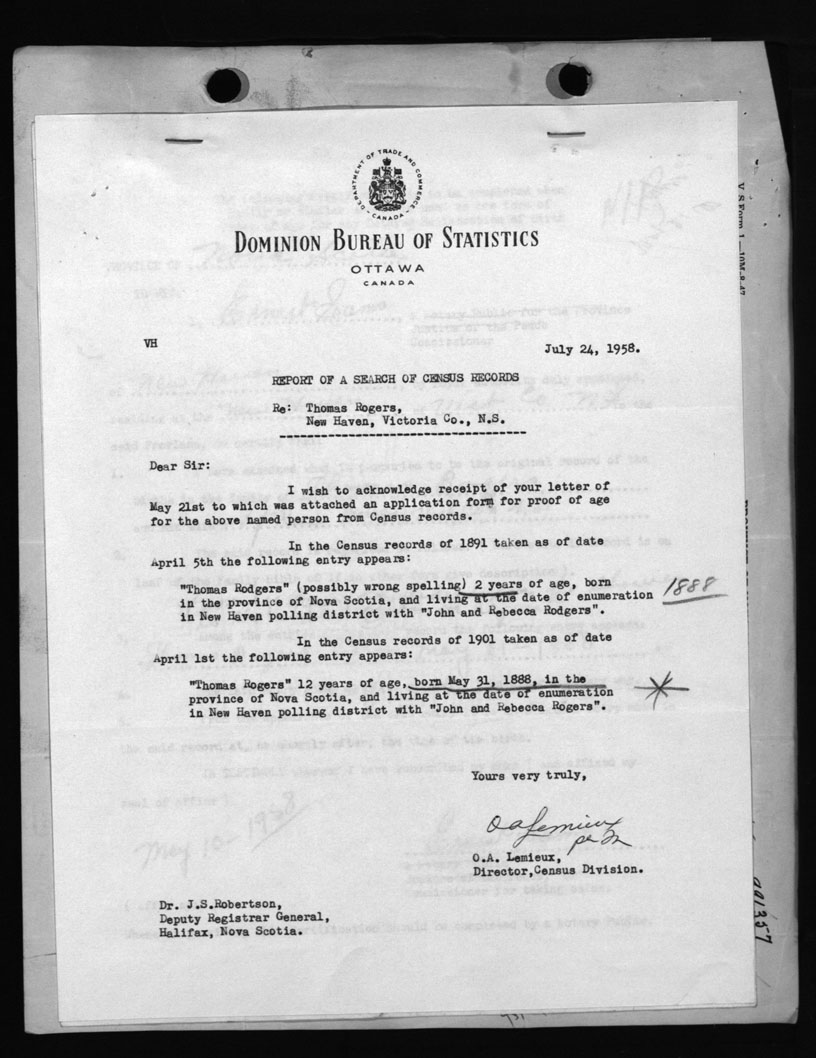 DEPARTMENT OF TRADE AND COMMERCE
CANADA
DOMINION BUREAU OF STATISTICS
OTTAWA
CANADA
VH
July 24, 1958.
REPORT OF A SEARCH OF CENSUS RECORDS
Re: Thomas Rogers,
New Haven, Victoria Co., N.S.
Dear Sir:
I wish to acknowledge receipt of your letter of
May 21st to which was attached an application form for proof of age
for the above named person from Census records.
In the Census records of 1891 taken as of date
April 5th the following entry appears:
"Thomas Rodgers" (possibly wrong spelling) 2 years of age, born
in the province of Nova Scotia, and living at the date of enumeration
in New Haven polling district with "John and Rebecca Rodgers".
1888
In the Census records of 1901 taken as of date
April 1st the following entry appears:
"Thomas Rogers" 12 years of age, born May 31, 1888, in the
province of Nova Scotia, and living at the date of enumeration
in New Haven polling district with "John and Rebecca Rogers".
Yours very truly,
O A Lemieux
per
O.A. Lemieux,
Director,Census Division.
Dr. J.S.Robertson,
Deputy Registrar General,
Halifax, Nova Scotia.
May 10 - 1958
V.S.Form 1—10M-8-47
991357